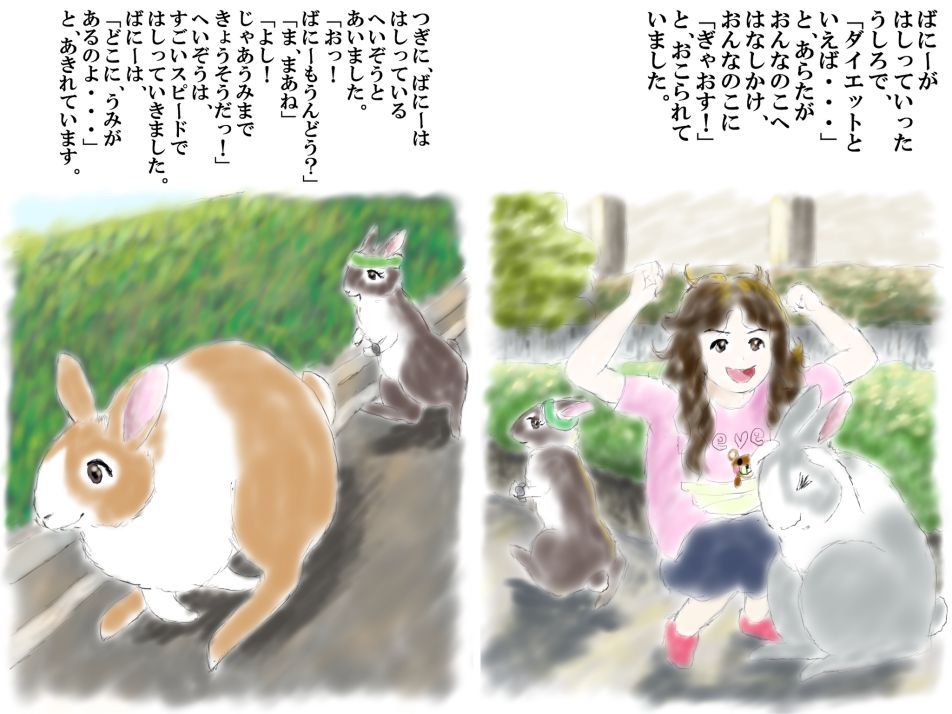 ばにーが
はしっていった
うしろで、
「ダイエットと
いえば・・・」
と、あらたが
おんなのこへ
はなしかけ、
おんなのこに
「ぎゃおす！」
と、おこられて
いました。
つぎに、ばにーは
はしっている
へいぞうと
あいました。
「おっ！
ばにーもうんどう？」
「ま、まあね」
「よし！
じゃあうみまで
きょうそうだっ！」
へいぞうは、
すごいスピードで
はしっていきました。
ばにーは、
「どこに、うみが
あるのよ・・・」
と、あきれています。
eve